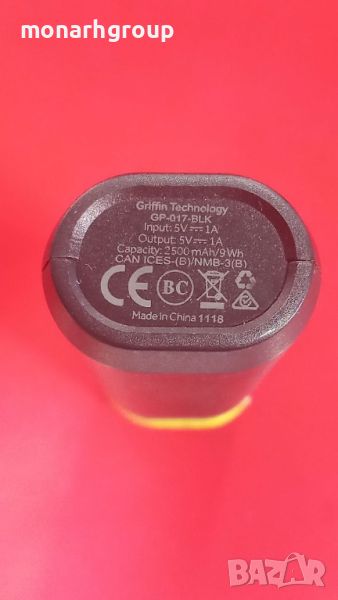 monarhgroup
Griffin Technology
GP-017-BLK
Input: 5V⎓1A
Output: 5V⎓1A
Capacity: 2500 mAh/9Wh
CAN ICES-(B)/NMB-3(B)
CE BC
Made in China 1118
BAZAR